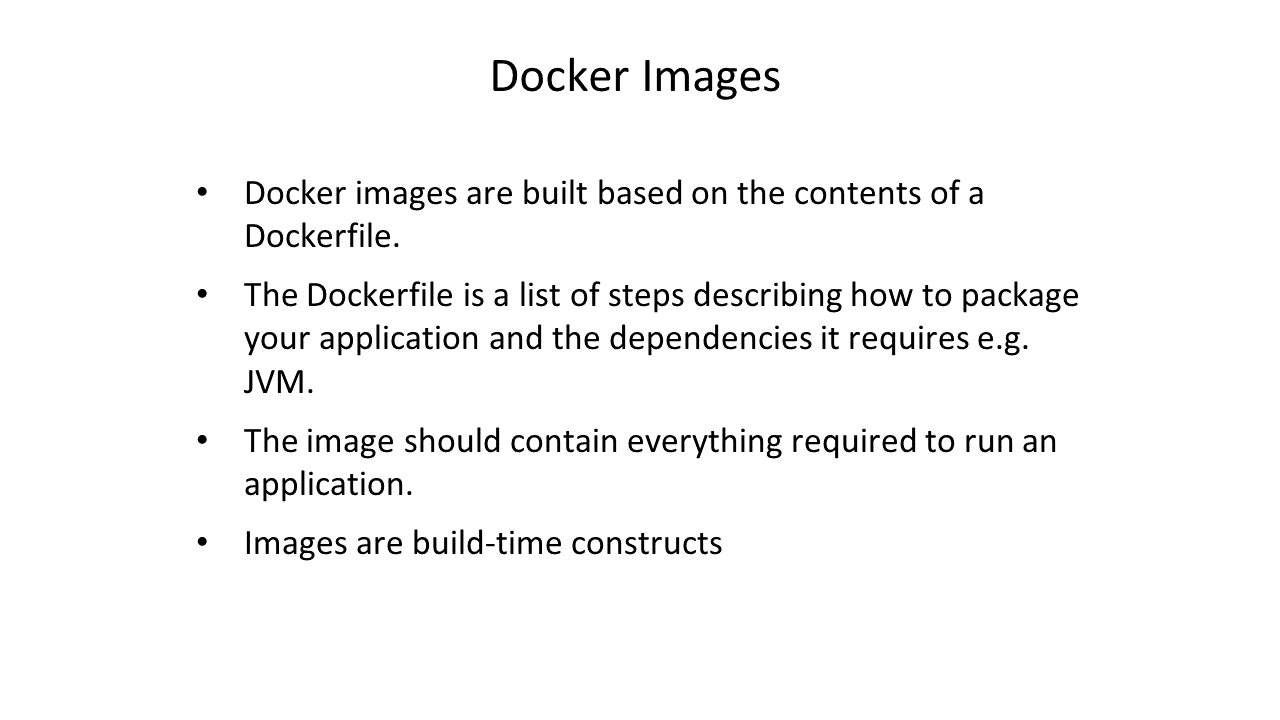 Docker Images
• Docker images are built based on the contents of a
Dockerfile.
• The Dockerfile is a list of steps describing how to package
your application and the dependencies it requires e.g.
JVM.
• The image should contain everything required to run an
application.
• Images are build-time constructs